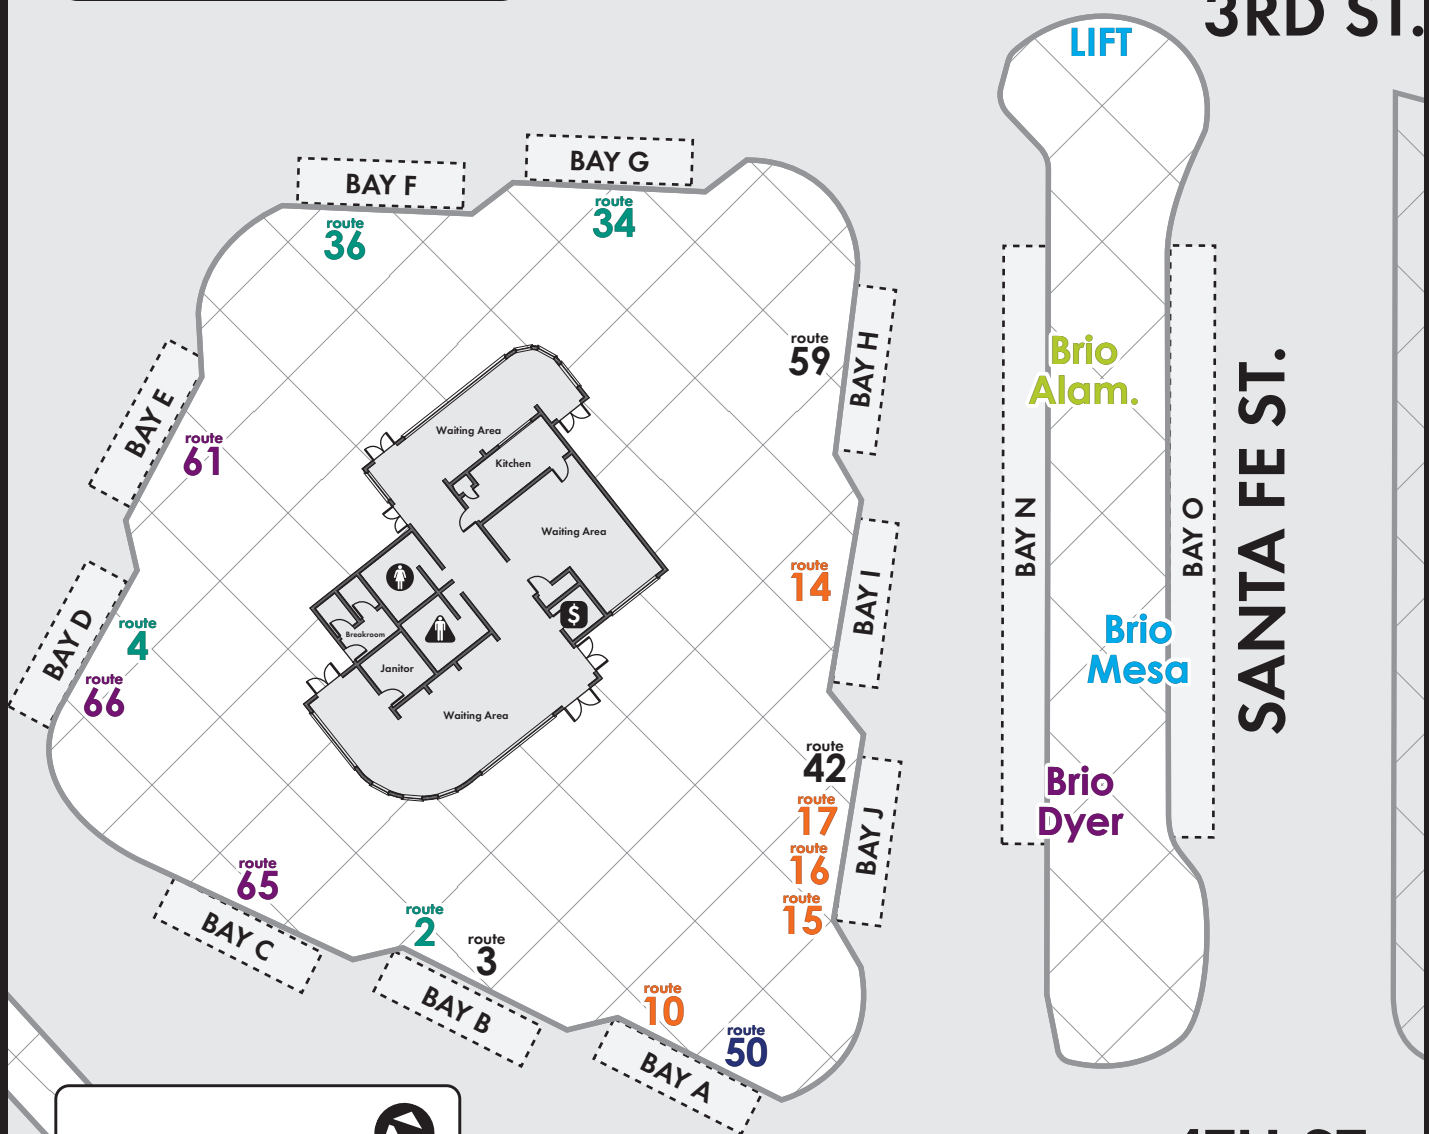 3RD ST.
LIFT
BAY G
BAY F
route
34
route
36
BAY H
route
59
BAY E
route
61
Waiting Area
Kitchen
Waiting Area
$
Breakroom
Janitor
Waiting Area
BAY I
route
14
BAY D
route
4
route
66
route
42
route
17
route
16
route
15
BAY J
route
65
BAY C
route
2
route
3
BAY B
route
10
route
50
BAY A
Brio
Alam.
BAY N
BAY O
Brio
Mesa
Brio
Dyer
SANTA FE ST.